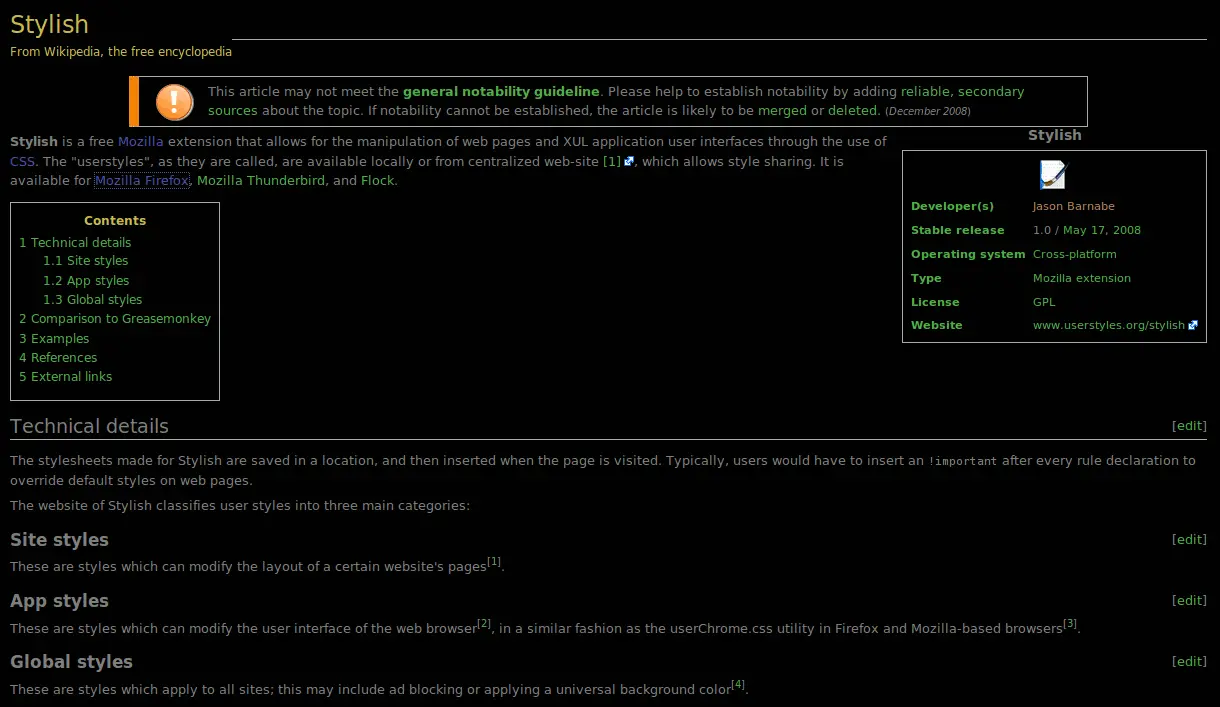 Stylish
From Wikipedia, the free encyclopedia
This article may not meet the general notability guideline. Please help to establish notability by adding reliable, secondary
sources about the topic. If notability cannot be established, the article is likely to be merged or deleted. (December 2008)
Stylish is a free Mozilla extension that allows for the manipulation of web pages and XUL application user interfaces through the use of
CSS. The "userstyles", as they are called, are available locally or from centralized web-site [1], which allows style sharing. It is
available for Mozilla Firefox, Mozilla Thunderbird, and Flock.
Stylish
Developer(s) Jason Barnabe
Stable release 1.0 / May 17, 2008
Operating system Cross-platform
Type Mozilla extension
License GPL
Website www.userstyles.org/stylish
Contents
1 Technical details
1.1 Site styles
1.2 App styles
1.3 Global styles
2 Comparison to Greasemonkey
3 Examples
4 References
5 External links
Technical details [edit]
The stylesheets made for Stylish are saved in a location, and then inserted when the page is visited. Typically, users would have to insert an !important after every rule declaration to
override default styles on web pages.
The website of Stylish classifies user styles into three main categories:
Site styles [edit]
These are styles which can modify the layout of a certain website's pages[1].
App styles [edit]
These are styles which can modify the user interface of the web browser[2], in a similar fashion as the userChrome.css utility in Firefox and Mozilla-based browsers[3].
Global styles [edit]
These are styles which apply to all sites; this may include ad blocking or applying a universal background color[4].